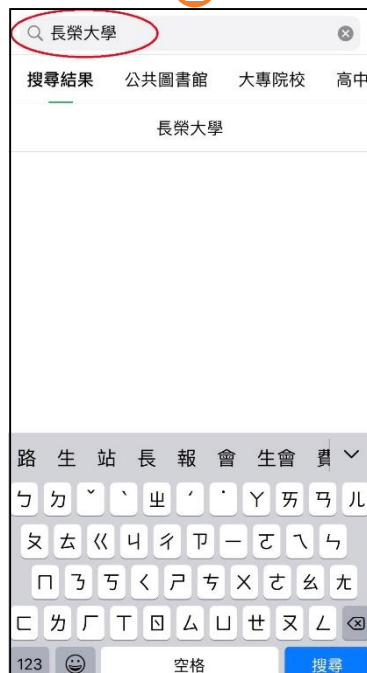 長榮大學
搜尋結果 公共圖書館 大專院校 高中
長榮大學
路 生 站 長 報 會 生會 費
ㄅ ㄉ ˇ ˋ ㄓ ˊ ˙ ㄚ ㄞ ㄢ ㄦ
ㄆ ㄊ ㄍ ㄐ ㄔ ㄗ ㄧ ㄛ ㄟ ㄣ
ㄇ ㄋ ㄎ ㄑ ㄕ ㄘ ㄨ ㄜ ㄠ ㄤ
ㄈ ㄌ ㄏ ㄒ ㄖ ㄙ ㄩ ㄝ ㄡ ㄥ
123 空格 搜尋